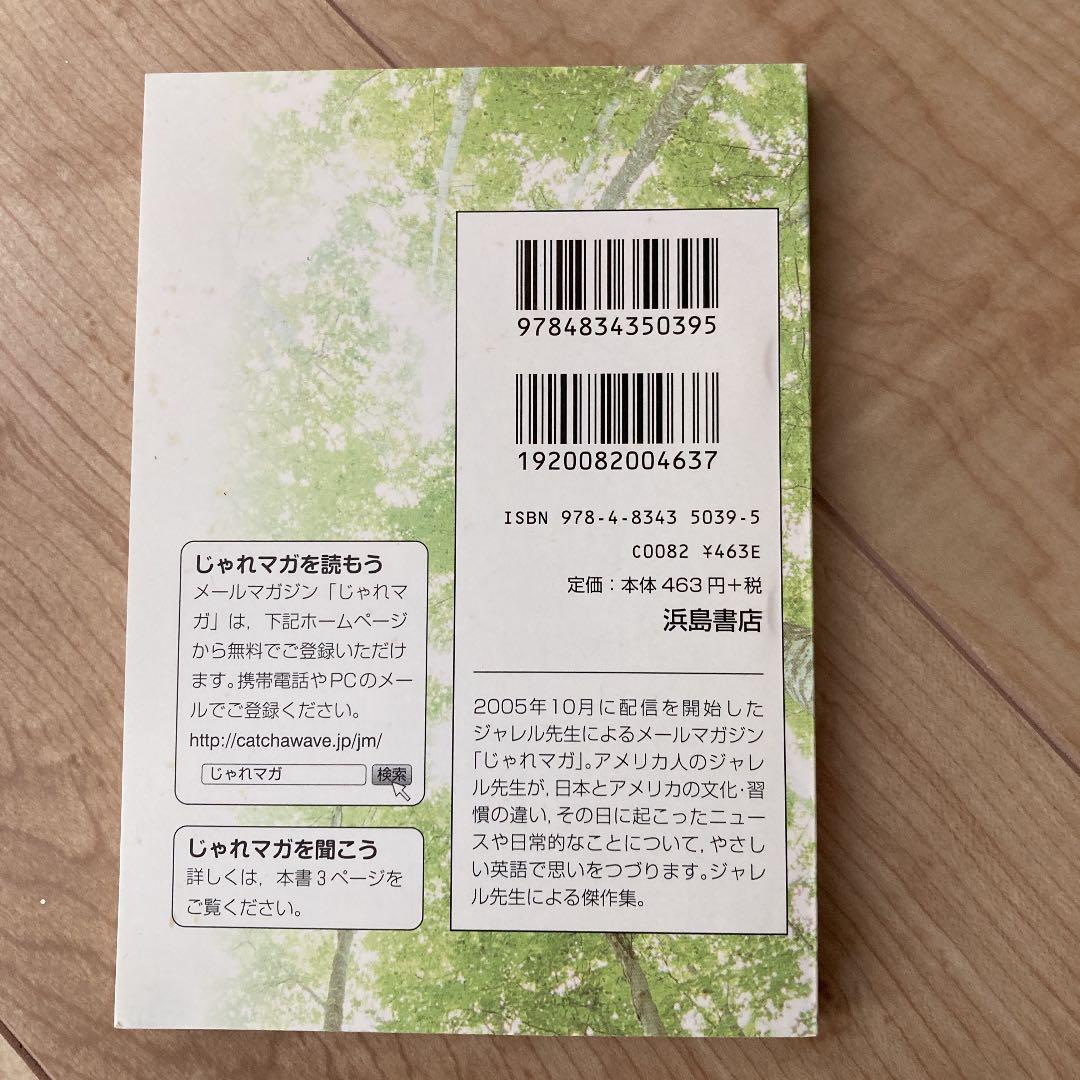 9784834350395
1920082004637
ISBN 978-4-8343 5039-5
C0082 ¥463E
定価：本体 463 円＋税
浜島書店
2005年10月に配信を開始した
ジャレル先生によるメールマガジン
「じゃれマガ」。アメリカ人のジャレ
ル先生が，日本とアメリカの文化・習
慣の違い，その日に起こったニュー
スや日常的なことについて，やさし
い英語で思いをつづります。ジャレ
ル先生による傑作集。
じゃれマガを読もう
メールマガジン「じゃれマ
ガ」は，下記ホームページ
から無料でご登録いただけ
ます。携帯電話やPCのメー
ルでご登録ください。
http://catchawave.jp/jm/
じゃれマガ 検索
じゃれマガを聞こう
詳しくは，本書3ページを
ご覧ください。